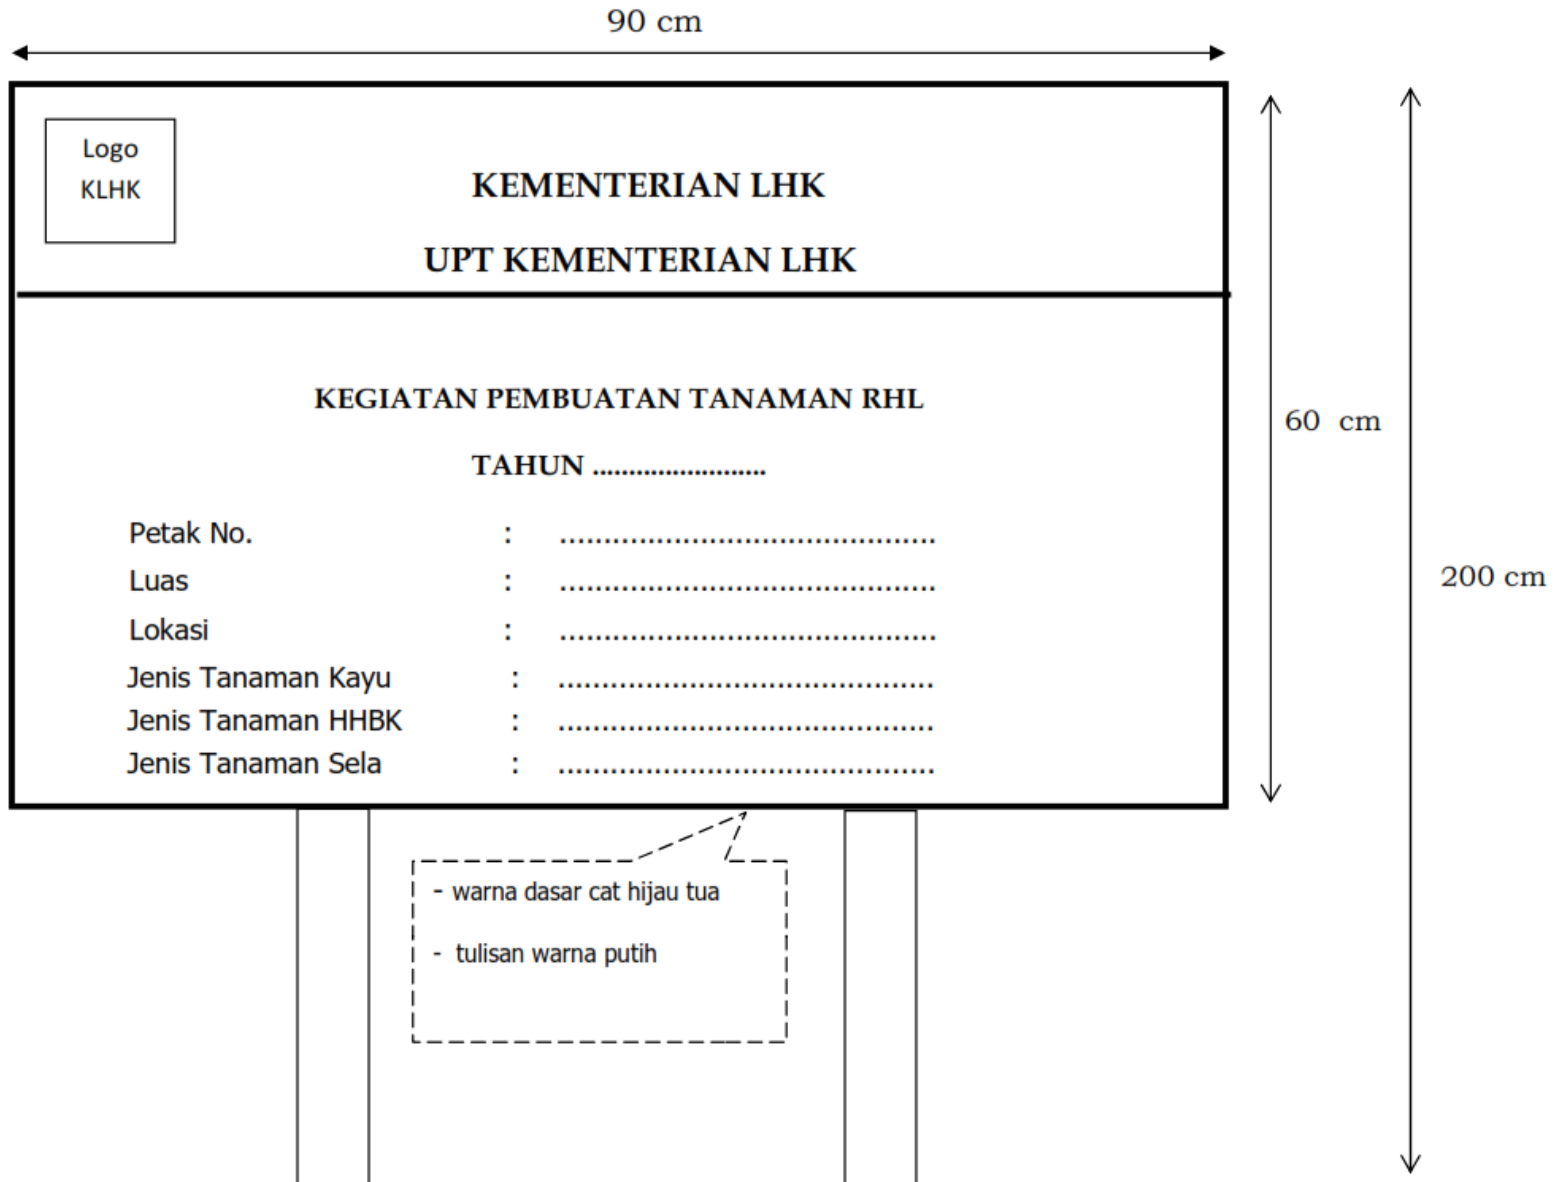 90 cm
Logo
KLHK
KEMENTERIAN LHK
UPT KEMENTERIAN LHK
KEGIATAN PEMBUATAN TANAMAN RHL
TAHUN ........................
60 cm
Petak No. : ..........................................
Luas : ..........................................
200 cm
Lokasi : ..........................................
Jenis Tanaman Kayu : ..........................................
Jenis Tanaman HHBK : ..........................................
Jenis Tanaman Sela : ..........................................
- warna dasar cat hijau tua
- tulisan warna putih